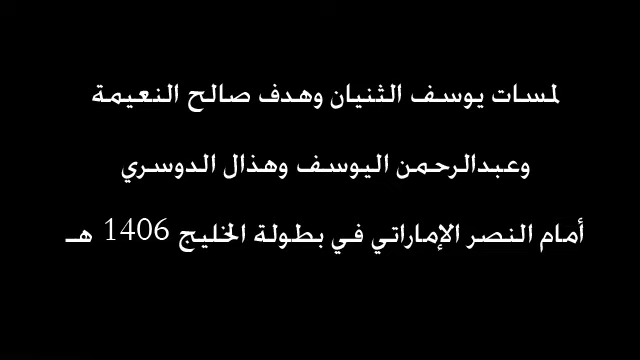 لمسات يوسف الثنيان وهدف صالح النعيمة
وعبدالرحمن اليوسف وهذال الدوسري
أمام النصر الإماراتي في بطولة الخليج 1406 هـ